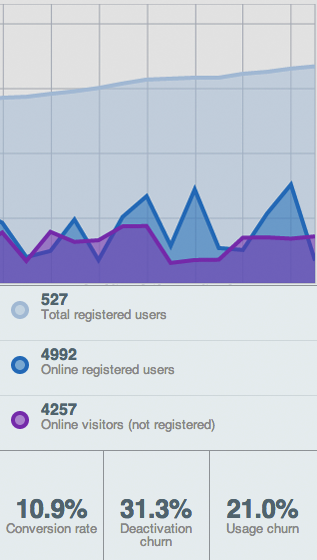 527
Total registered users
4992
Online registered users
4257
Online visitors (not registered)
10.9% 31.3% 21.0%
Conversion rate Deactivation Usage churn
churn